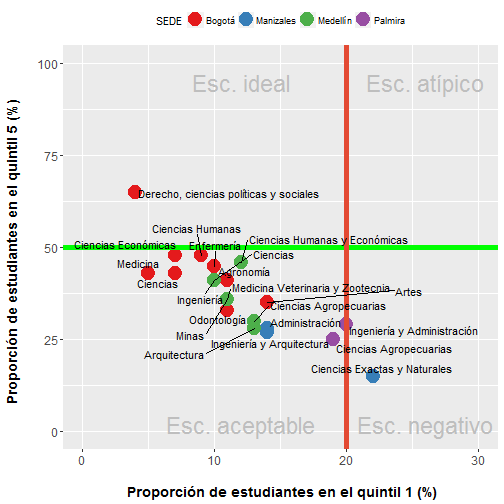 SEDE Bogotá Manizales Medellín Palmira
Proporción de estudiantes en el quintil 5 (%)
100
75
50
25
0
Esc. ideal
Esc. atípico
Derecho, ciencias políticas y sociales
Ciencias Humanas
Ciencias Económicas
Enfermería
Ciencias Humanas y Económicas
Ciencias
Medicina
Agronomía
Ciencias
Medicina Veterinaria y Zootecnia
Artes
Ingeniería
Ciencias Agropecuarias
Odontología
Administración
Ingeniería y Administración
Minas
Ingeniería y Arquitectura
Ciencias Agropecuarias
Arquitectura
Ciencias Exactas y Naturales
Esc. aceptable
Esc. negativo
0
10
20
30
Proporción de estudiantes en el quintil 1 (%)